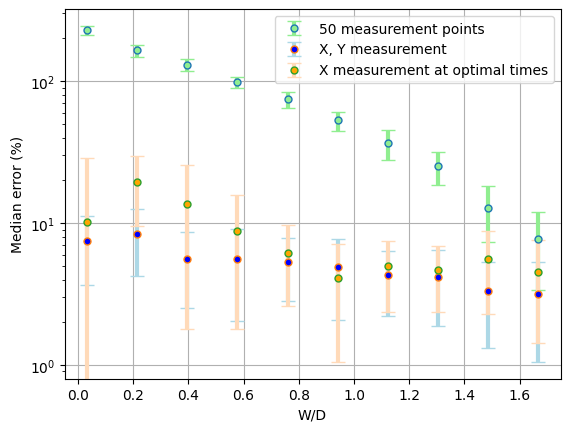 50 measurement points
X, Y measurement
X measurement at optimal times
Median error (%)
10²
10¹
10⁰
0.0 0.2 0.4 0.6 0.8 1.0 1.2 1.4 1.6
W/D